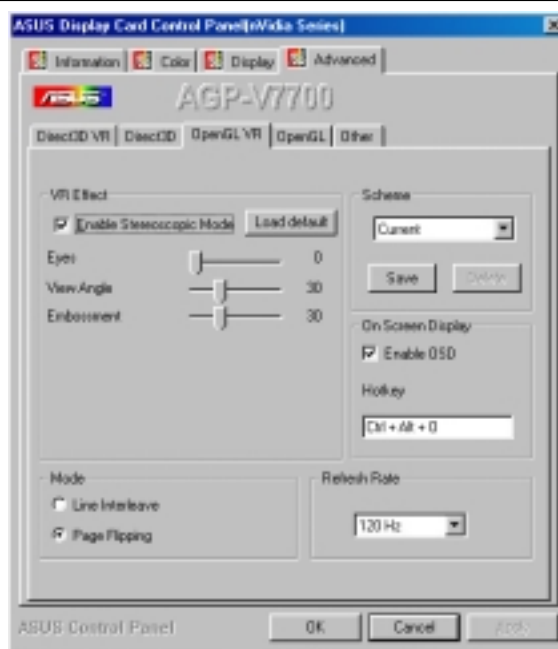 ASUS Display Card Control Panel(nVidia Series)
Information Color Display Advanced
ASUS AGP-V7700
Direct3D VR Direct3D OpenGL VR OpenGL Other
VR Effect
Enable Stereoscopic Mode Load default
Eyes 0
View Angle 30
Embossment 30
Scheme
Current
Save Delete
On Screen Display
Enable OSD
Hotkey
Ctrl + Alt + O
Mode
Line Interleave
Page Flipping
Refresh Rate
120 Hz
ASUS Control Panel OK Cancel Apply